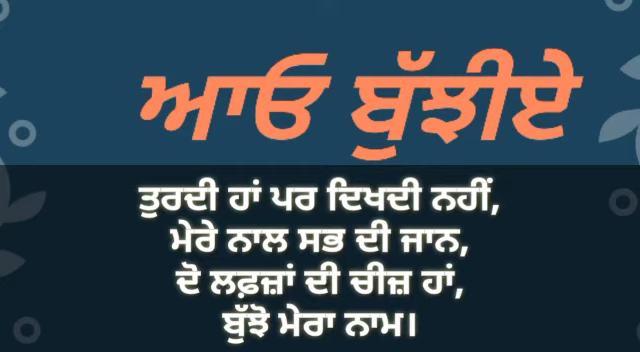 ਆਓ ਬੁੱਝੀਏ
ਤੁਰਦੀ ਹਾਂ ਪਰ ਦਿਖਦੀ ਨਹੀਂ,
ਮੇਰੇ ਨਾਲ ਸਭ ਦੀ ਜਾਨ,
ਦੋ ਲਫ਼ਜ਼ਾਂ ਦੀ ਚੀਜ਼ ਹਾਂ,
ਬੁੱਝੋ ਮੇਰਾ ਨਾਮ।